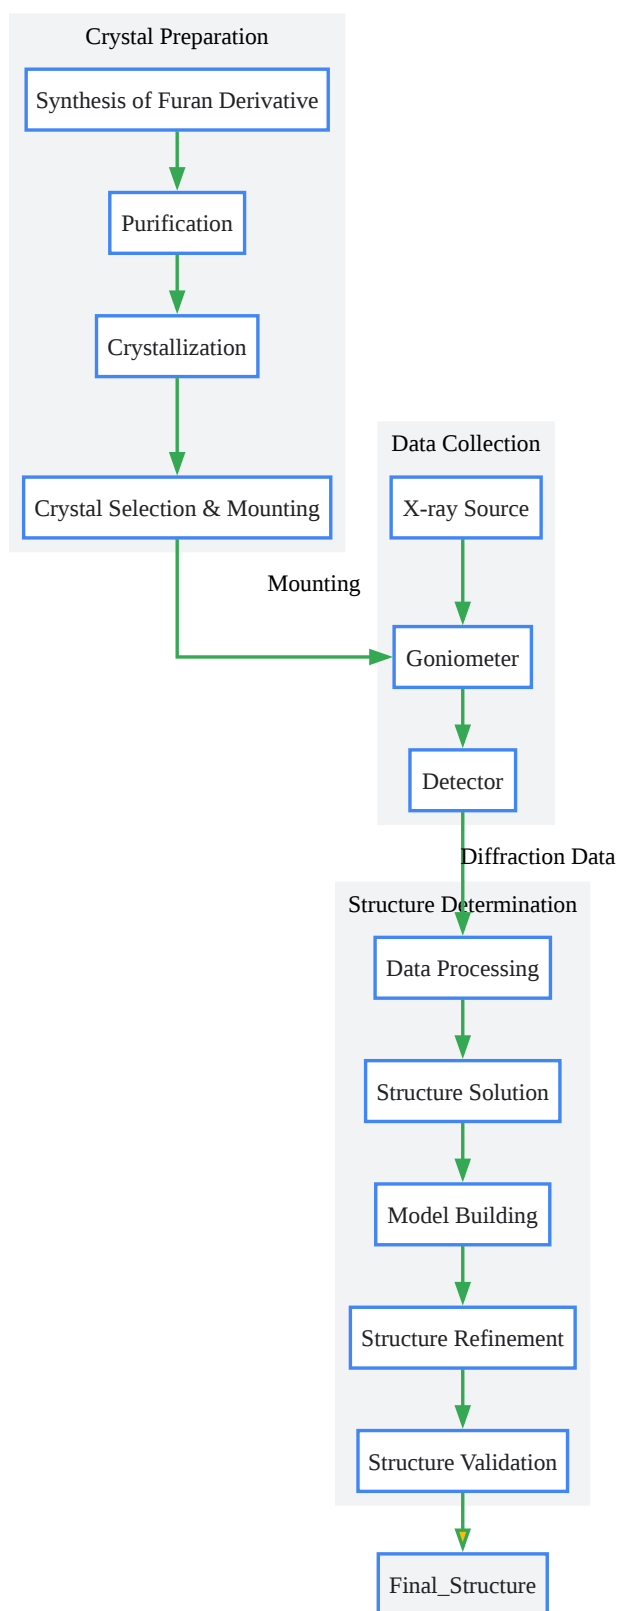 Crystal Preparation
Synthesis of Furan Derivative
Purification
Crystallization
Crystal Selection & Mounting
Mounting
Data Collection
X-ray Source
Goniometer
Detector
Diffraction Data
Structure Determination
Data Processing
Structure Solution
Model Building
Structure Refinement
Structure Validation
Final_Structure